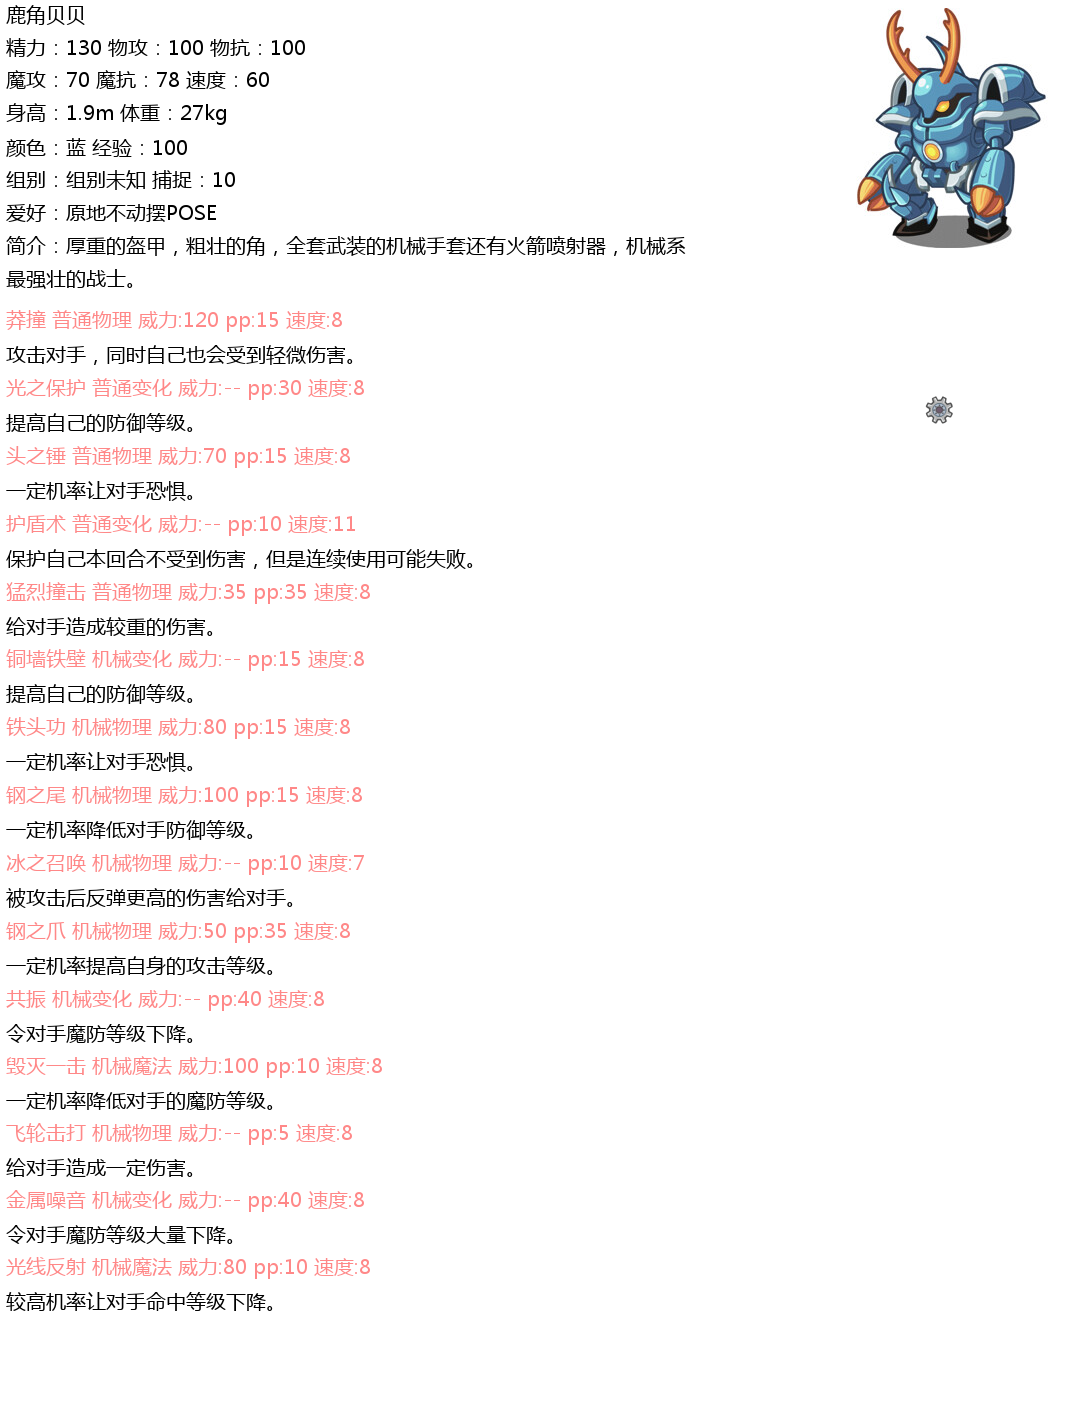 鹿角贝贝
精力：130 物攻：100 物抗：100
魔攻：70 魔抗：78 速度：60
身高：1.9m 体重：27kg
颜色：蓝 经验：100
组别：组别未知 捕捉：10
爱好：原地不动摆POSE
简介：厚重的盔甲，粗壮的角，全套武装的机械手套还有火箭喷射器，机械系
最强壮的战士。
莽撞 普通物理 威力:120 pp:15 速度:8
攻击对手，同时自己也会受到轻微伤害。
光之保护 普通变化 威力:-- pp:30 速度:8
提高自己的防御等级。
头之锤 普通物理 威力:70 pp:15 速度:8
一定机率让对手恐惧。
护盾术 普通变化 威力:-- pp:10 速度:11
保护自己本回合不受到伤害，但是连续使用可能失败。
猛烈撞击 普通物理 威力:35 pp:35 速度:8
给对手造成较重的伤害。
铜墙铁壁 机械变化 威力:-- pp:15 速度:8
提高自己的防御等级。
铁头功 机械物理 威力:80 pp:15 速度:8
一定机率让对手恐惧。
钢之尾 机械物理 威力:100 pp:15 速度:8
一定机率降低对手防御等级。
冰之召唤 机械物理 威力:-- pp:10 速度:7
被攻击后反弹更高的伤害给对手。
钢之爪 机械物理 威力:50 pp:35 速度:8
一定机率提高自身的攻击等级。
共振 机械变化 威力:-- pp:40 速度:8
令对手魔防等级下降。
毁灭一击 机械魔法 威力:100 pp:10 速度:8
一定机率降低对手的魔防等级。
飞轮击打 机械物理 威力:-- pp:5 速度:8
给对手造成一定伤害。
金属噪音 机械变化 威力:-- pp:40 速度:8
令对手魔防等级大量下降。
光线反射 机械魔法 威力:80 pp:10 速度:8
较高机率让对手命中等级下降。